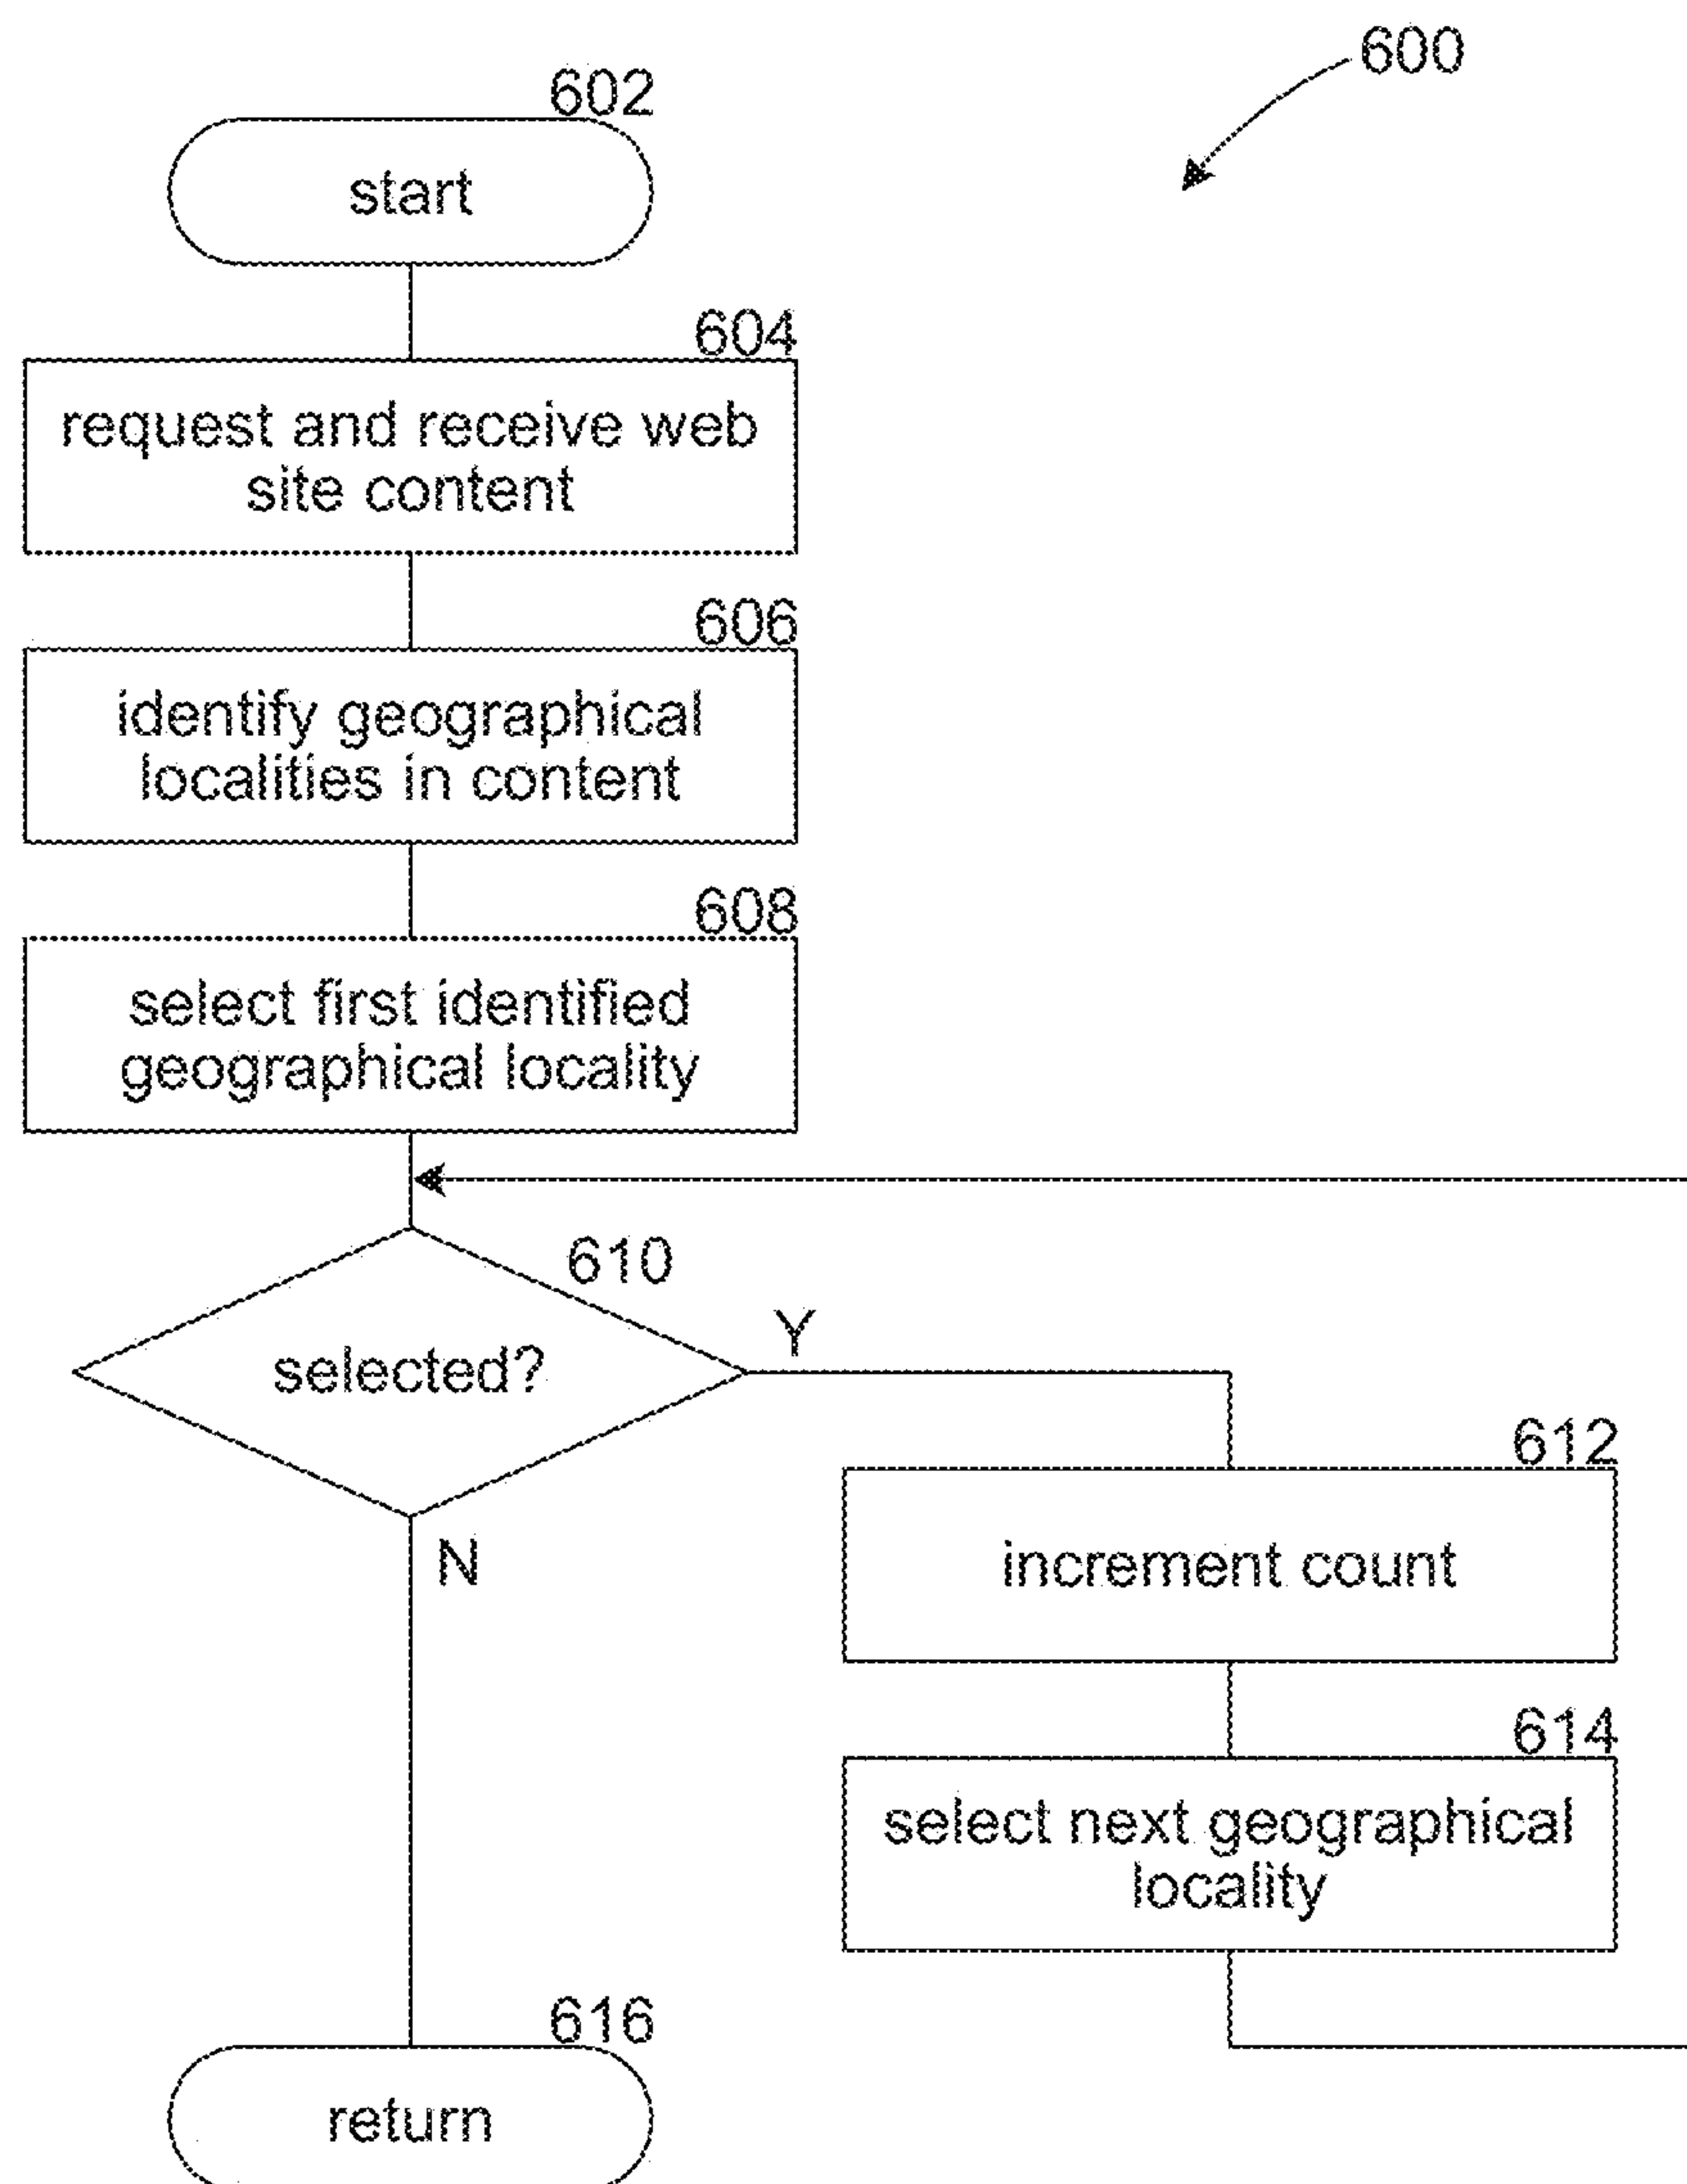 600
602
start
604
request and receive web
site content
606
identify geographical
localities in content
608
select first identified
geographical locality
610
selected?
Y
N
612
increment count
614
select next geographical
locality
616
return